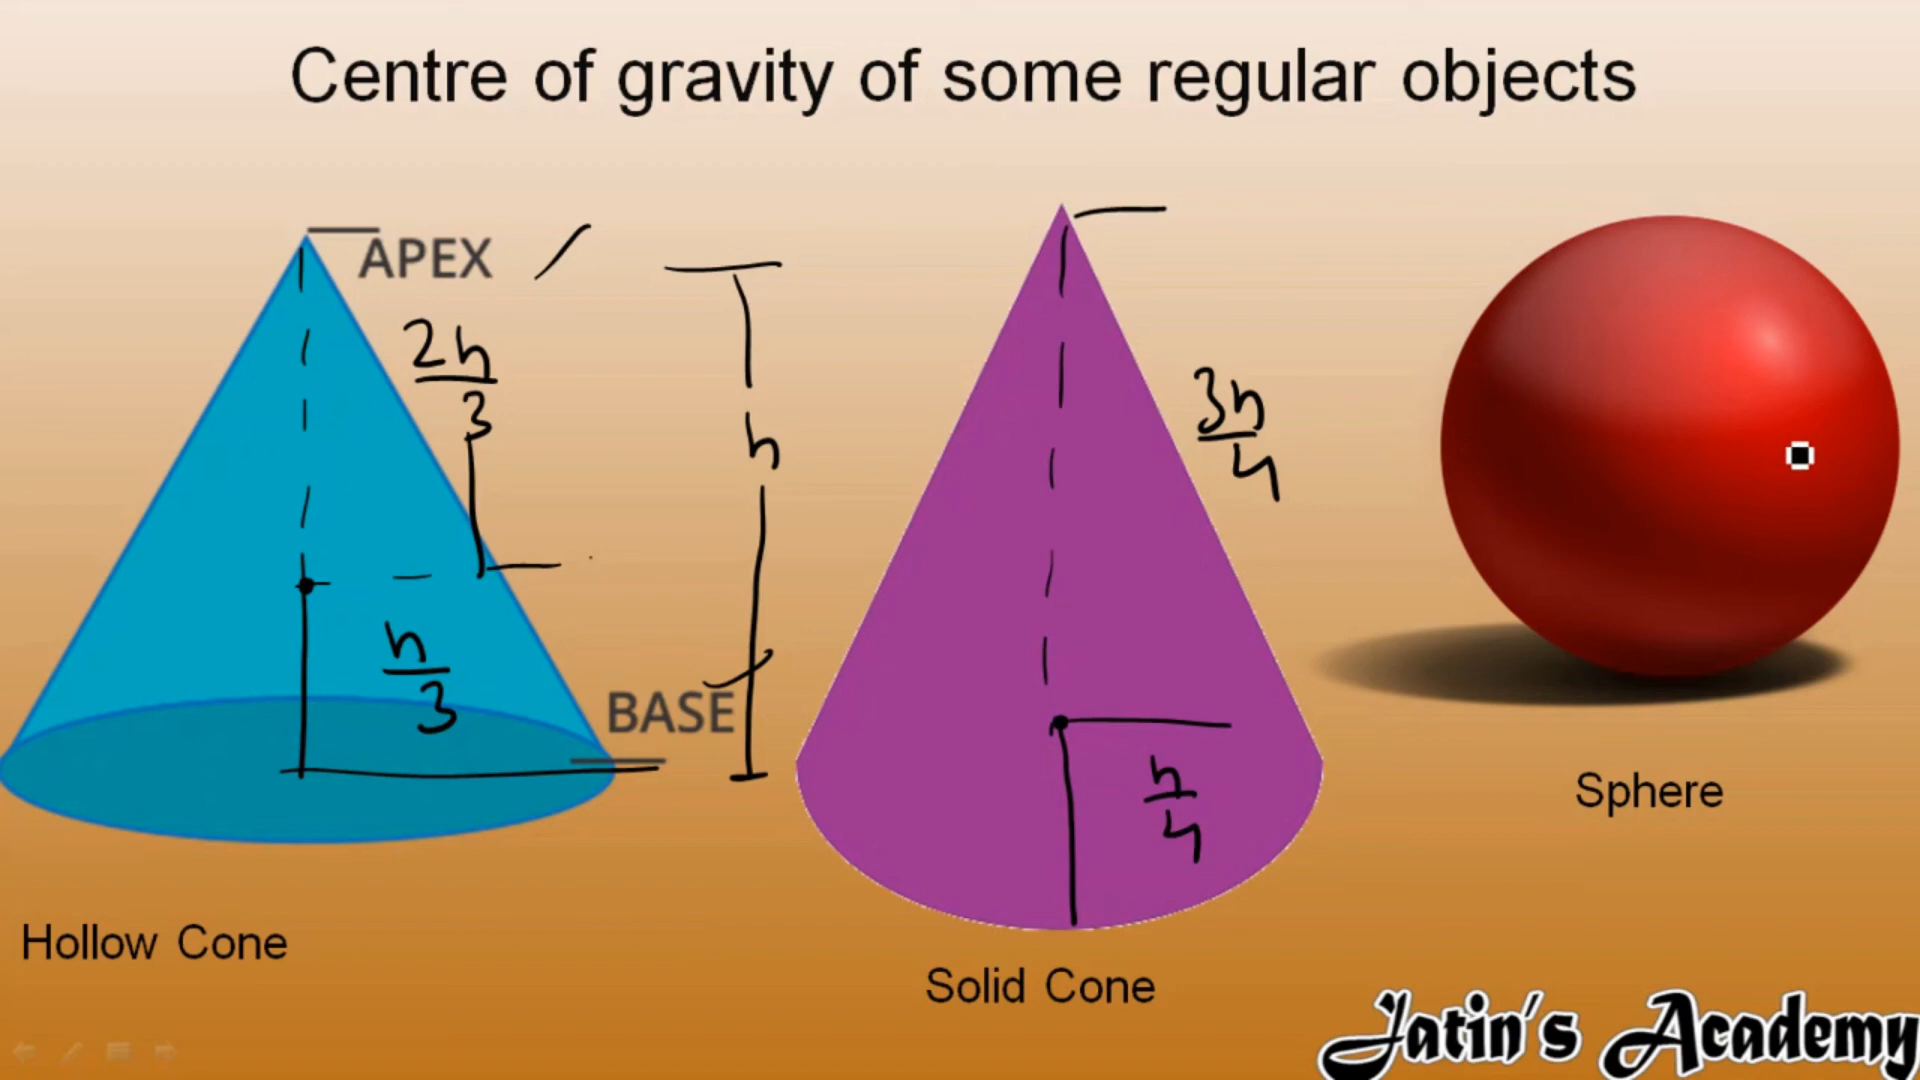 Centre of gravity of some regular objects
APEX
2h
3
h
3
h
BASE
3h
4
h
4
Sphere
Hollow Cone
Solid Cone
Jatin's Academy